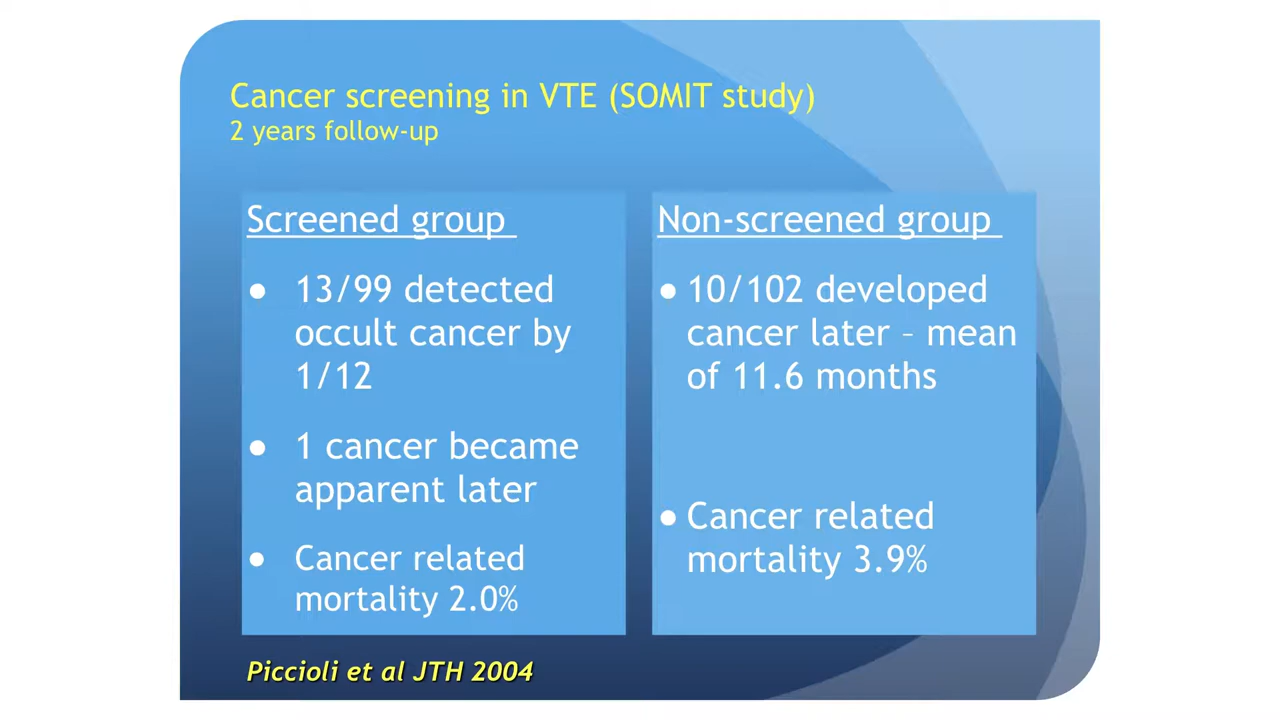 Cancer screening in VTE (SOMIT study)
2 years follow-up
Screened group
● 13/99 detected
occult cancer by
1/12
● 1 cancer became
apparent later
● Cancer related
mortality 2.0%
Non-screened group
● 10/102 developed
cancer later – mean
of 11.6 months
● Cancer related
mortality 3.9%
Piccioli et al JTH 2004